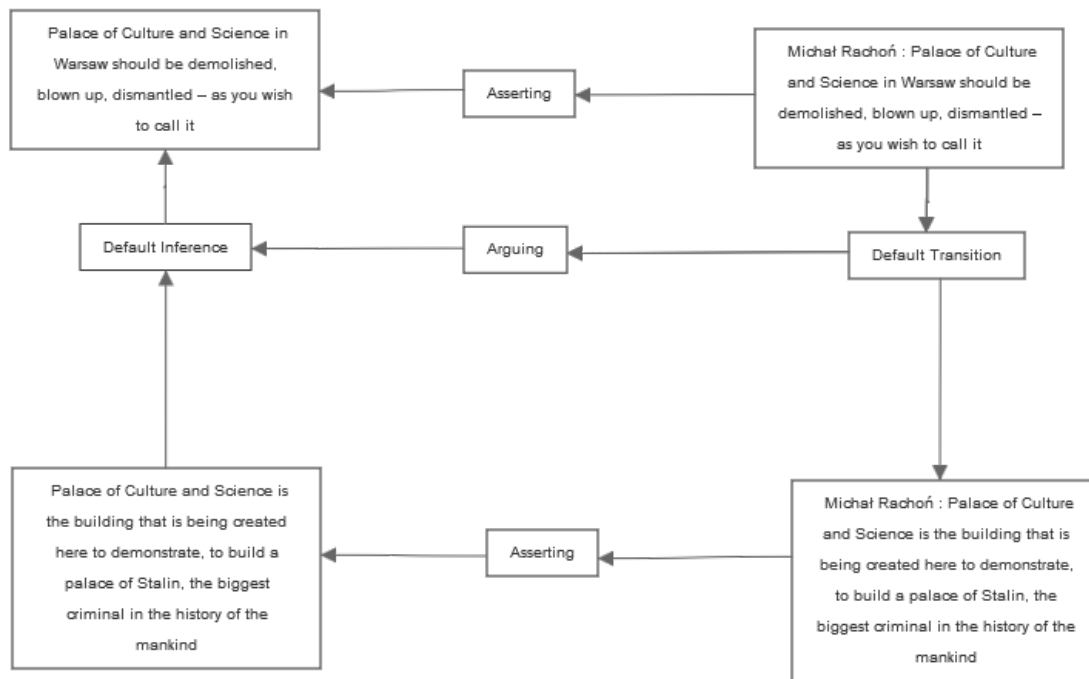 Palace of Culture and Science in
Warsaw should be demolished,
blown up, dismantled – as you wish
to call it
Asserting
Michał Rachoń : Palace of Culture
and Science in Warsaw should be
demolished, blown up, dismantled –
as you wish to call it
Default Inference
Arguing
Default Transition
Palace of Culture and Science is
the building that is being created
here to demonstrate, to build a
palace of Stalin, the biggest
criminal in the history of the
mankind
Asserting
Michał Rachoń : Palace of Culture
and Science is the building that is
being created here to demonstrate,
to build a palace of Stalin, the
biggest criminal in the history of the
mankind